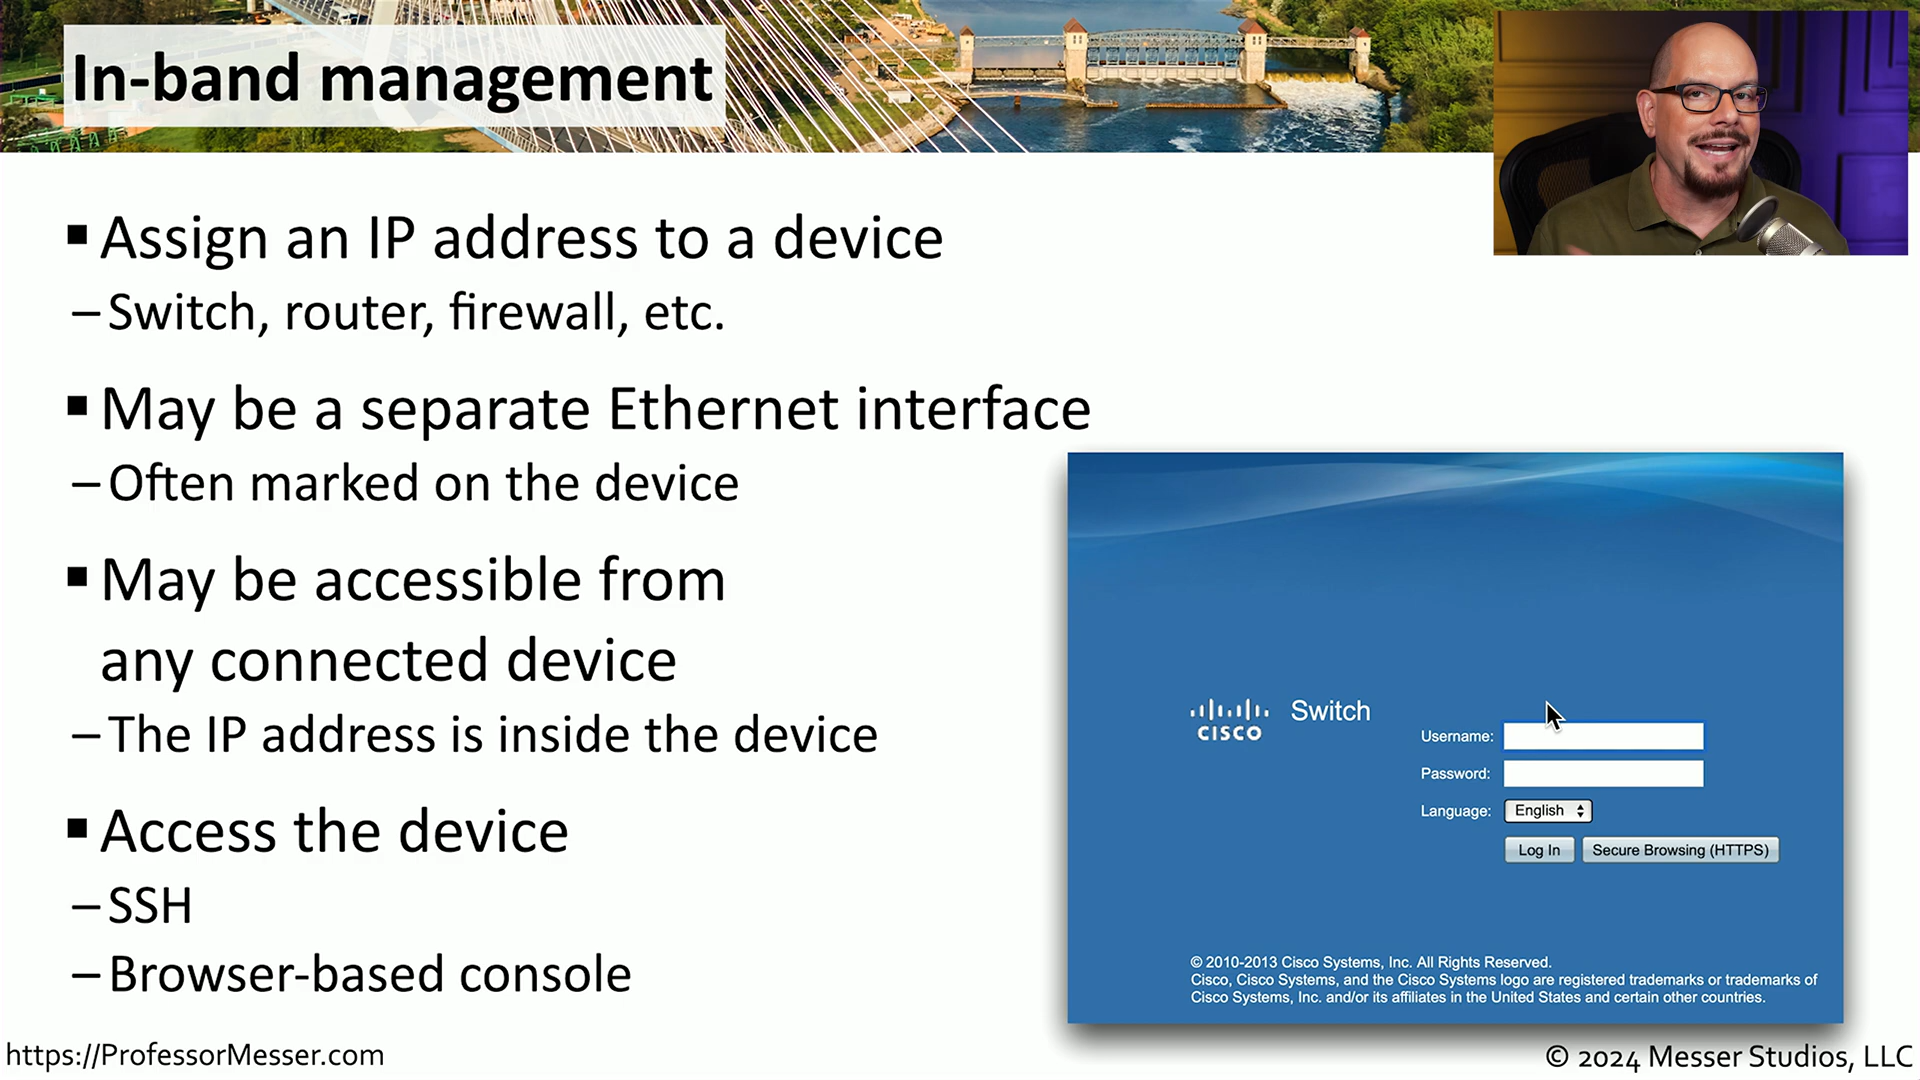 In-band management
▪ Assign an IP address to a device
– Switch, router, firewall, etc.
▪ May be a separate Ethernet interface
– Often marked on the device
▪ May be accessible from
any connected device
– The IP address is inside the device
▪ Access the device
– SSH
– Browser-based console
CISCO Switch
Username:
Password:
Language: English
Log In Secure Browsing (HTTPS)
© 2010-2013 Cisco Systems, Inc. All Rights Reserved.
Cisco, Cisco Systems, and the Cisco Systems logo are registered trademarks or trademarks of
Cisco Systems, Inc. and/or its affiliates in the United States and certain other countries.
https://ProfessorMesser.com
© 2024 Messer Studios, LLC